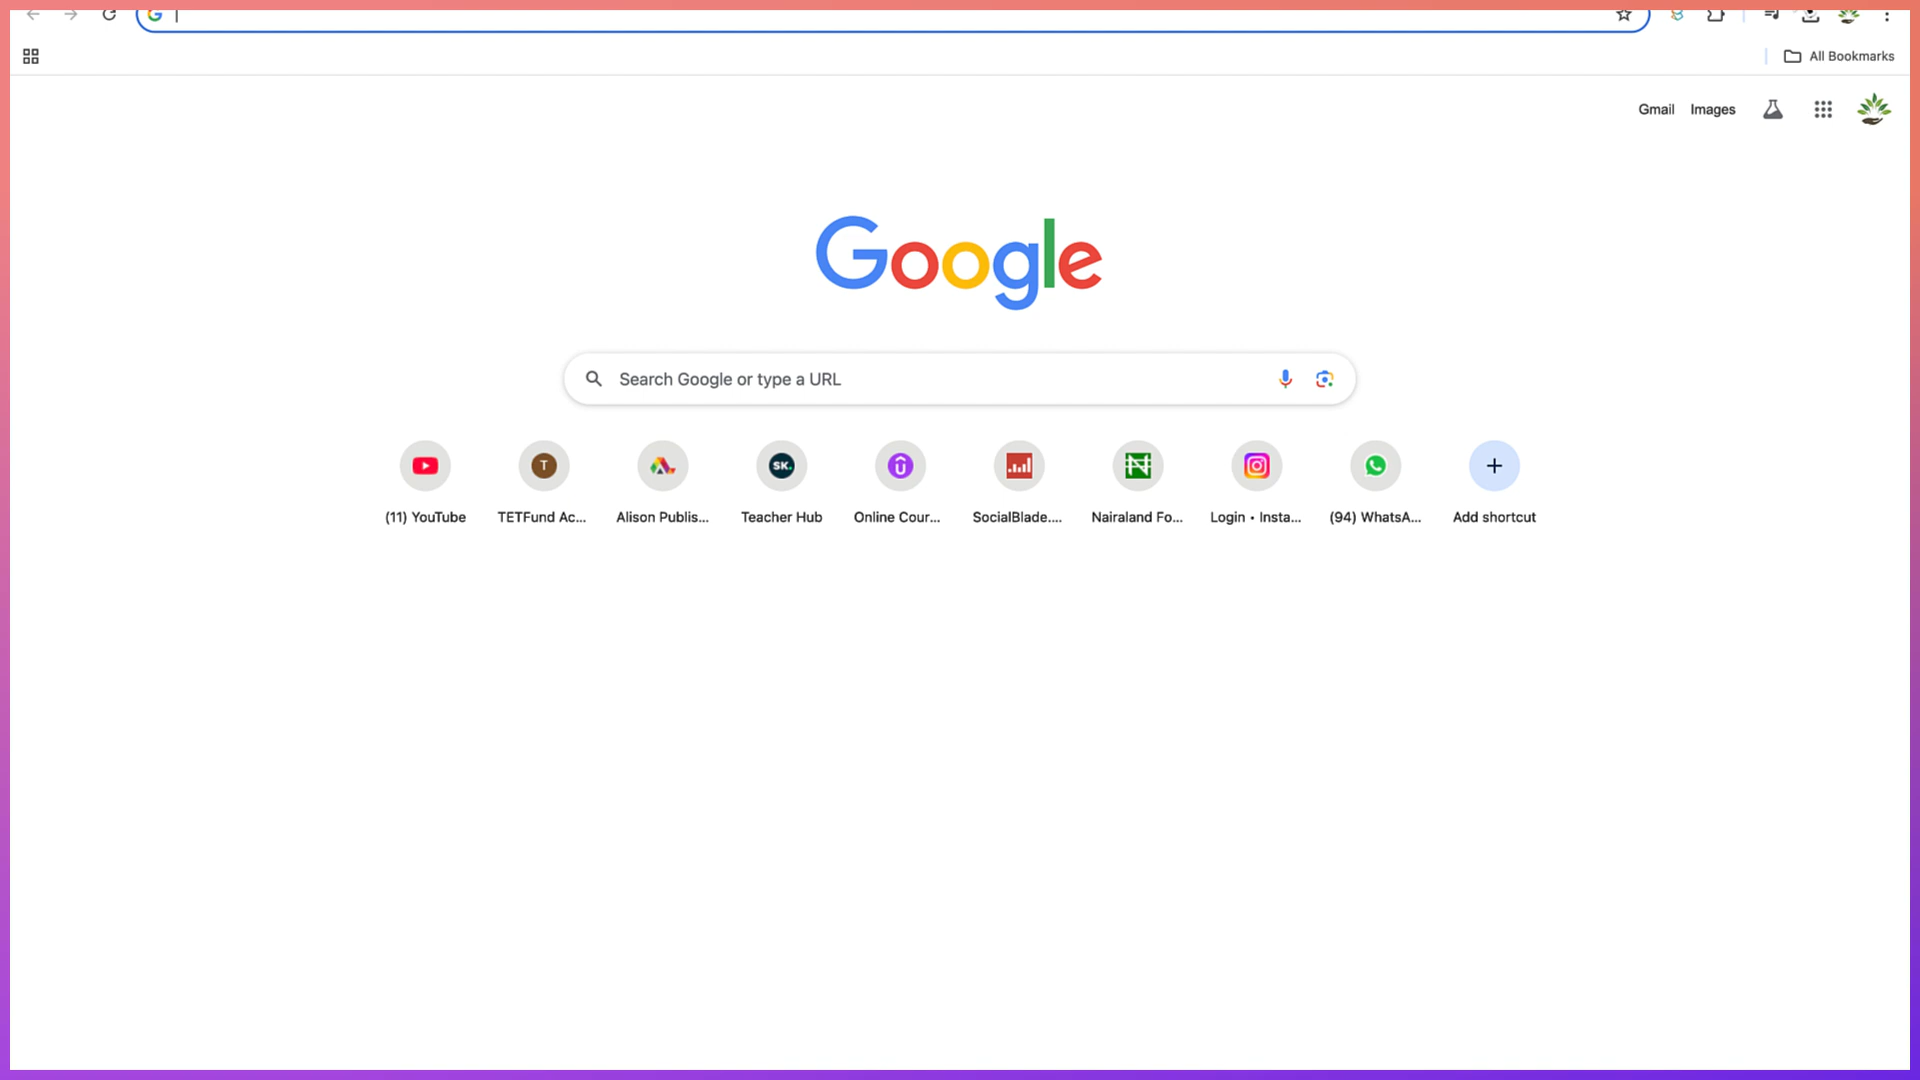 All Bookmarks
Gmail Images
Google
Search Google or type a URL
T SK.
(11) YouTube TETFund Ac... Alison Publis... Teacher Hub Online Cour... SocialBlade.... Nairaland Fo... Login • Insta... (94) WhatsA... Add shortcut